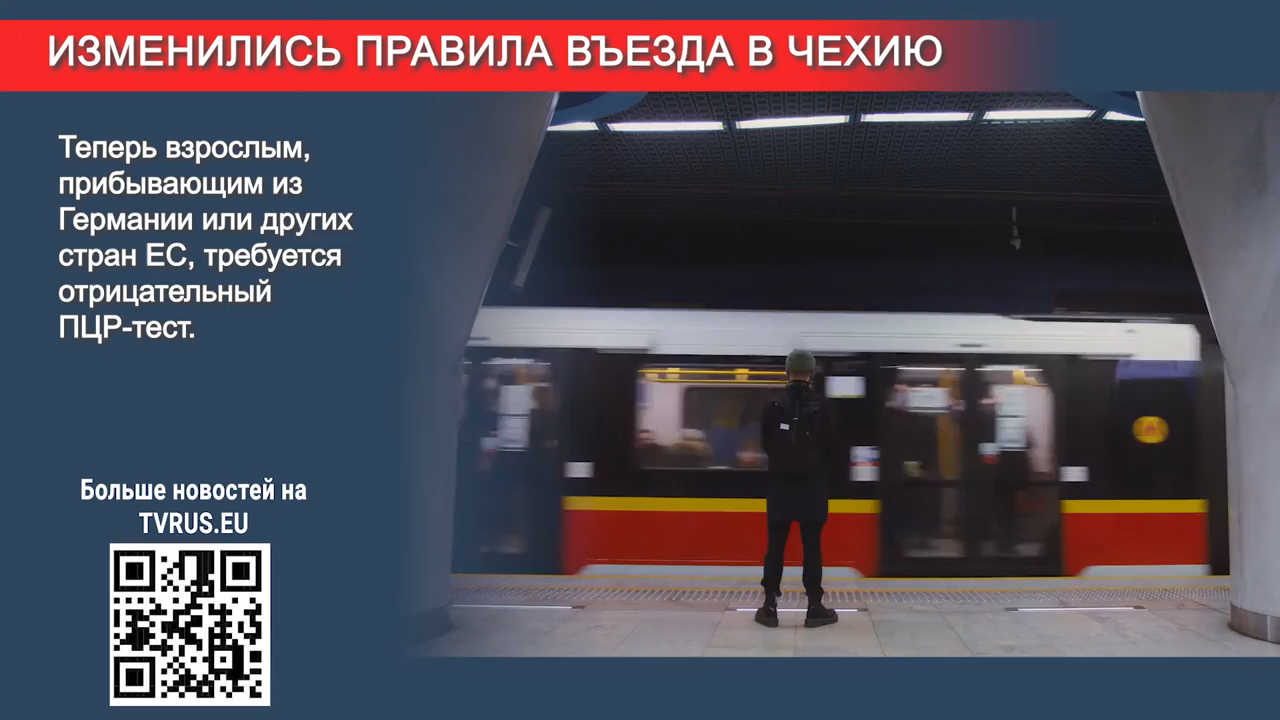 ИЗМЕНИЛИСЬ ПРАВИЛА ВЪЕЗДА В ЧЕХИЮ
Теперь взрослым,
прибывающим из
Германии или других
стран ЕС, требуется
отрицательный
ПЦР-тест.
Больше новостей на
TVRUS.EU